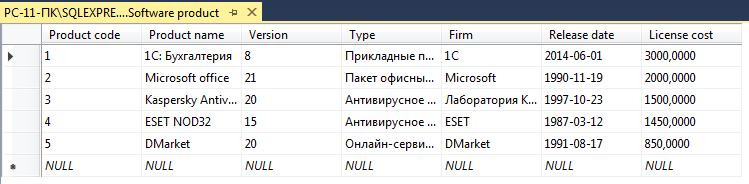 PC-11-ПК\SQLEXPRE....Software product
Product code Product name Version Type Firm Release date License cost
1 1С: Бухгалтерия 8 Прикладные п... 1С 2014-06-01 3000,0000
2 Microsoft office 21 Пакет офисны... Microsoft 1990-11-19 2000,0000
3 Kaspersky Antiv... 20 Антивирусное ... Лаборатория К... 1997-10-23 1500,0000
4 ESET NOD32 15 Антивирусное ... ESET 1987-03-12 1450,0000
5 DMarket 20 Онлайн-серви... DMarket 1991-08-17 850,0000
NULL NULL NULL NULL NULL NULL NULL